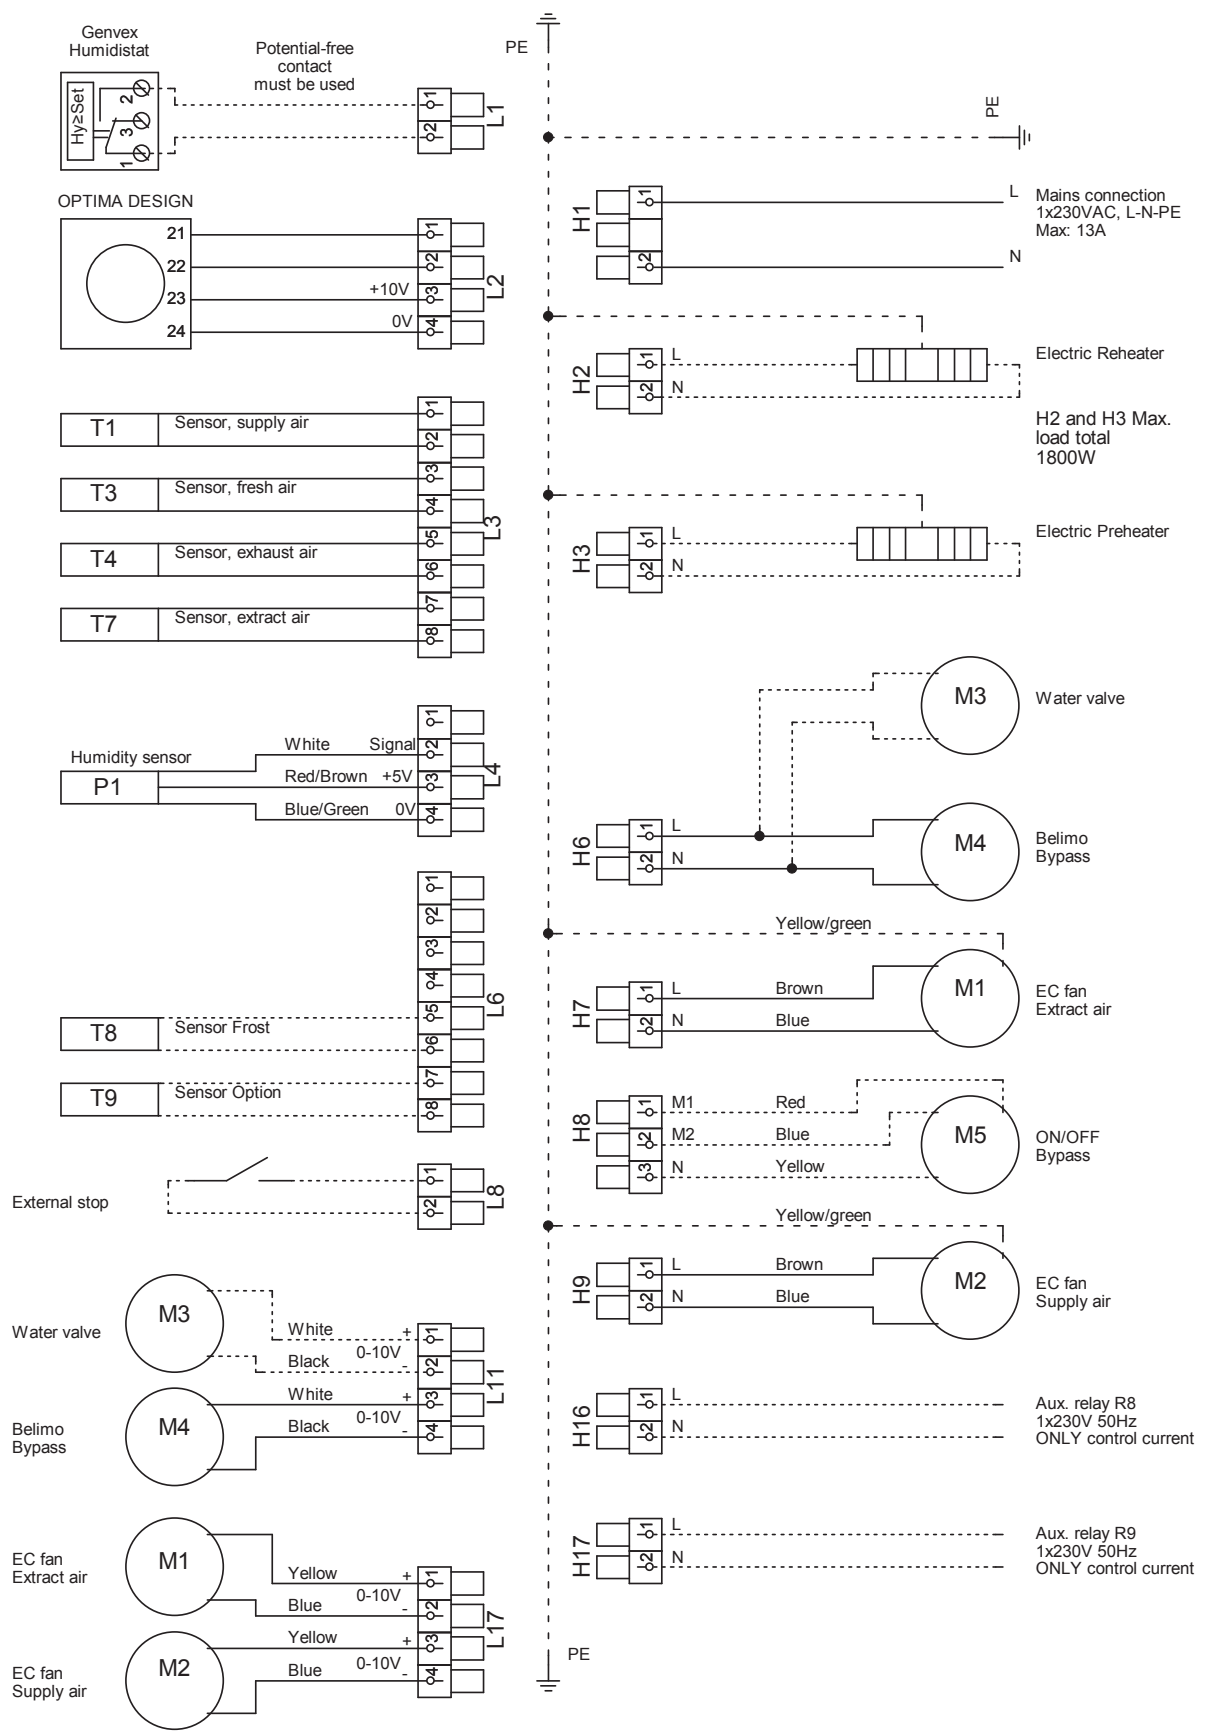 Genvex
Humidistat
Hy≥Set
2
3
1
Potential-free
contact
must be used
1
2
L1
OPTIMA DESIGN
21
22
23
24
+10V
0V
1
2
3
4
L2
T1
Sensor, supply air
T3
Sensor, fresh air
T4
Sensor, exhaust air
T7
Sensor, extract air
1
2
3
4
5
6
7
8
L3
Humidity sensor
P1
White
Signal
Red/Brown
+5V
Blue/Green
0V
1
2
3
4
L4
T8
Sensor Frost
T9
Sensor Option
1
2
3
4
5
6
7
8
L6
External stop
1
2
L8
Water valve
M3
White
+
0-10V
Black
-
Belimo
Bypass
M4
White
+
0-10V
Black
-
1
2
3
4
L11
EC fan
Extract air
M1
Yellow
+
0-10V
Blue
-
EC fan
Supply air
M2
Yellow
+
0-10V
Blue
-
1
2
3
4
L17
PE
PE
H1
1
2
L
N
Mains connection
1x230VAC, L-N-PE
Max: 13A
H2
1
2
L
N
Electric Reheater
H2 and H3 Max.
load total
1800W
H3
1
2
L
N
Electric Preheater
M3
Water valve
H6
1
2
L
N
M4
Belimo
Bypass
Yellow/green
H7
1
2
L
N
Brown
Blue
M1
EC fan
Extract air
H8
1
2
3
M1
M2
N
Red
Blue
Yellow
M5
ON/OFF
Bypass
Yellow/green
H9
1
2
L
N
Brown
Blue
M2
EC fan
Supply air
H16
1
2
L
N
Aux. relay R8
1x230V 50Hz
ONLY control current
H17
1
2
L
N
Aux. relay R9
1x230V 50Hz
ONLY control current
PE